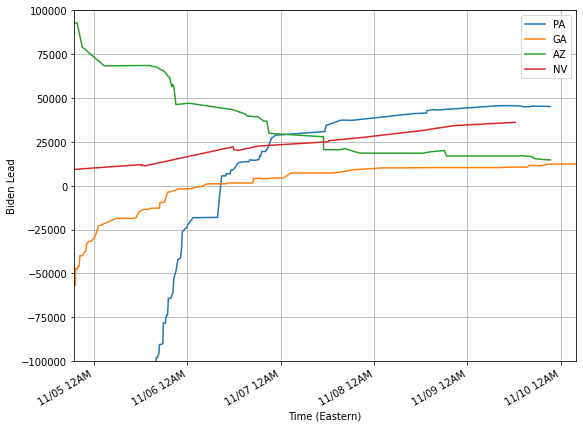 100000
75000
50000
25000
0
−25000
−50000
−75000
−100000
Biden Lead
PA
GA
AZ
NV
11/05 12AM
11/06 12AM
11/07 12AM
11/08 12AM
11/09 12AM
11/10 12AM
Time (Eastern)